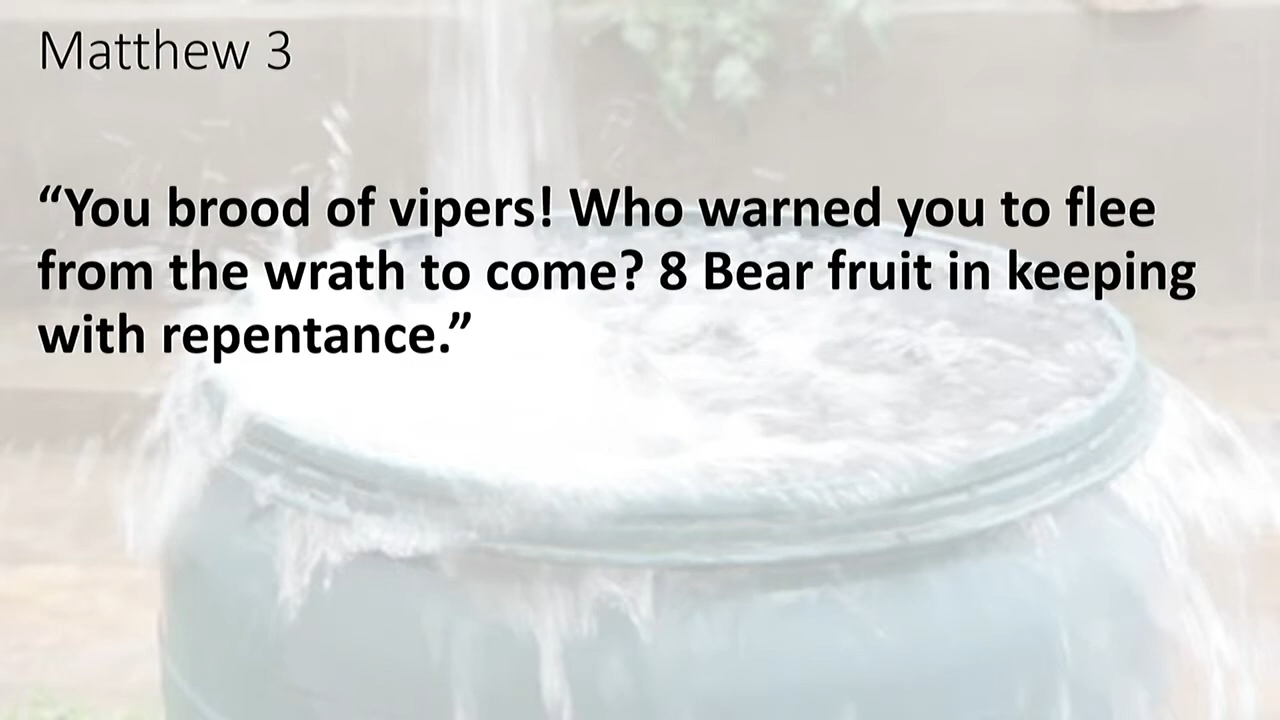 Matthew 3
“You brood of vipers! Who warned you to flee
from the wrath to come? 8 Bear fruit in keeping
with repentance.”